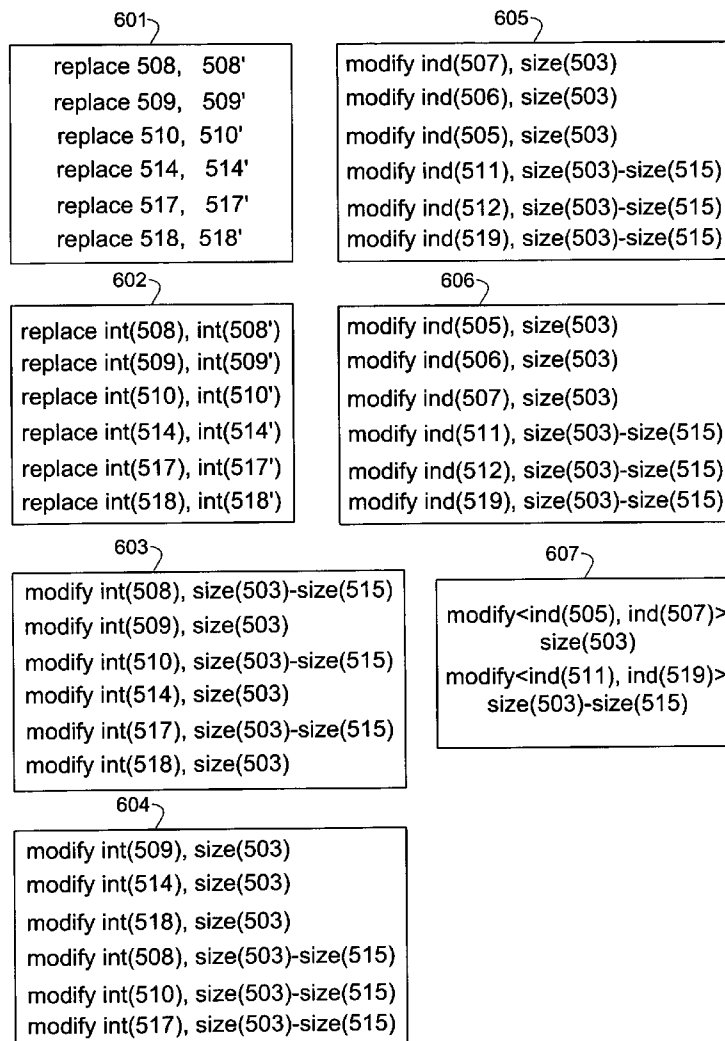 601
replace 508, 508'
replace 509, 509'
replace 510, 510'
replace 514, 514'
replace 517, 517'
replace 518, 518'
602
replace int(508), int(508')
replace int(509), int(509')
replace int(510), int(510')
replace int(514), int(514')
replace int(517), int(517')
replace int(518), int(518')
603
modify int(508), size(503)-size(515)
modify int(509), size(503)
modify int(510), size(503)-size(515)
modify int(514), size(503)
modify int(517), size(503)-size(515)
modify int(518), size(503)
604
modify int(509), size(503)
modify int(514), size(503)
modify int(518), size(503)
modify int(508), size(503)-size(515)
modify int(510), size(503)-size(515)
modify int(517), size(503)-size(515)
605
modify ind(507), size(503)
modify ind(506), size(503)
modify ind(505), size(503)
modify ind(511), size(503)-size(515)
modify ind(512), size(503)-size(515)
modify ind(519), size(503)-size(515)
606
modify ind(505), size(503)
modify ind(506), size(503)
modify ind(507), size(503)
modify ind(511), size(503)-size(515)
modify ind(512), size(503)-size(515)
modify ind(519), size(503)-size(515)
607
modify<ind(505), ind(507)>
size(503)
modify<ind(511), ind(519)>
size(503)-size(515)